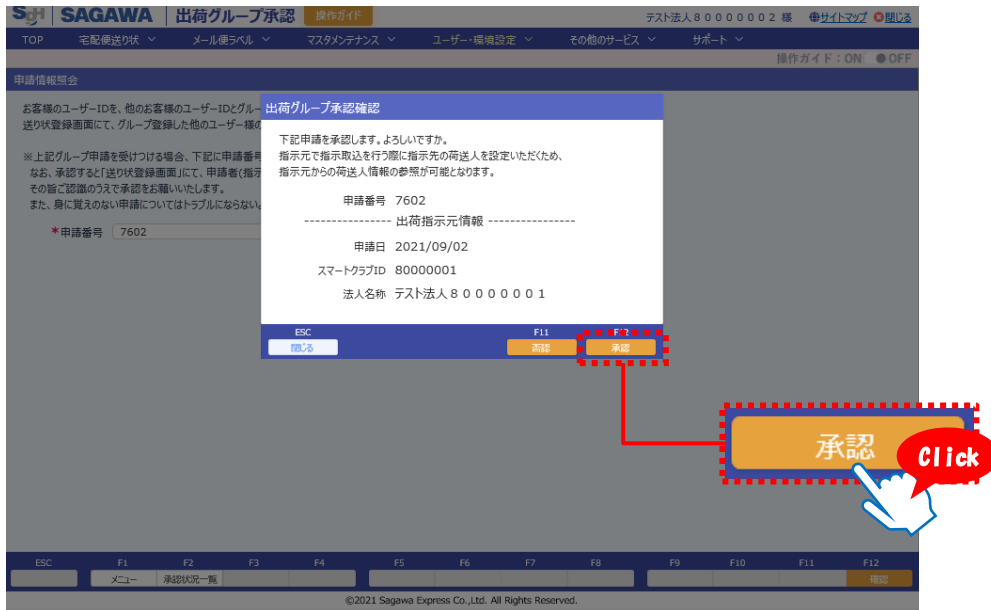 SGH SAGAWA 出荷グループ承認 操作ガイド テスト法人80000002 様 サイトマップ 閉じる
TOP 宅配便送り状 メール便ラベル マスタメンテナンス ユーザー・環境設定 その他のサービス サポート
操作ガイド：ON OFF
申請情報照会
お客様のユーザーIDを、他のお客様のユーザーIDとグルー
送り状登録画面にて、グループ登録した他のユーザー様の
※上記グループ申請を受けつける場合、下記に申請番号
なお、承認すると「送り状登録画面」にて、申請者(指示
その旨ご認識のうえで承認をお願いいたします。
また、身に覚えのない申請についてはトラブルにならない
*申請番号 7602
出荷グループ承認確認
下記申請を承認します。よろしいですか。
指示元で指示取込を行う際に指示先の荷送人を設定いただくため、
指示元からの荷送人情報の参照が可能となります。
申請番号 7602
---------------- 出荷指示元情報 ----------------
申請日 2021/09/02
スマートクラブID 80000001
法人名称 テスト法人８００００００１
ESC F11 F12
閉じる 否認 承認
承認
Click
ESC F1 F2 F3 F4 F5 F6 F7 F8 F9 F10 F11 F12
メニュー 承認状況一覧 確認
©2021 Sagawa Express Co.,Ltd. All Rights Reserved.